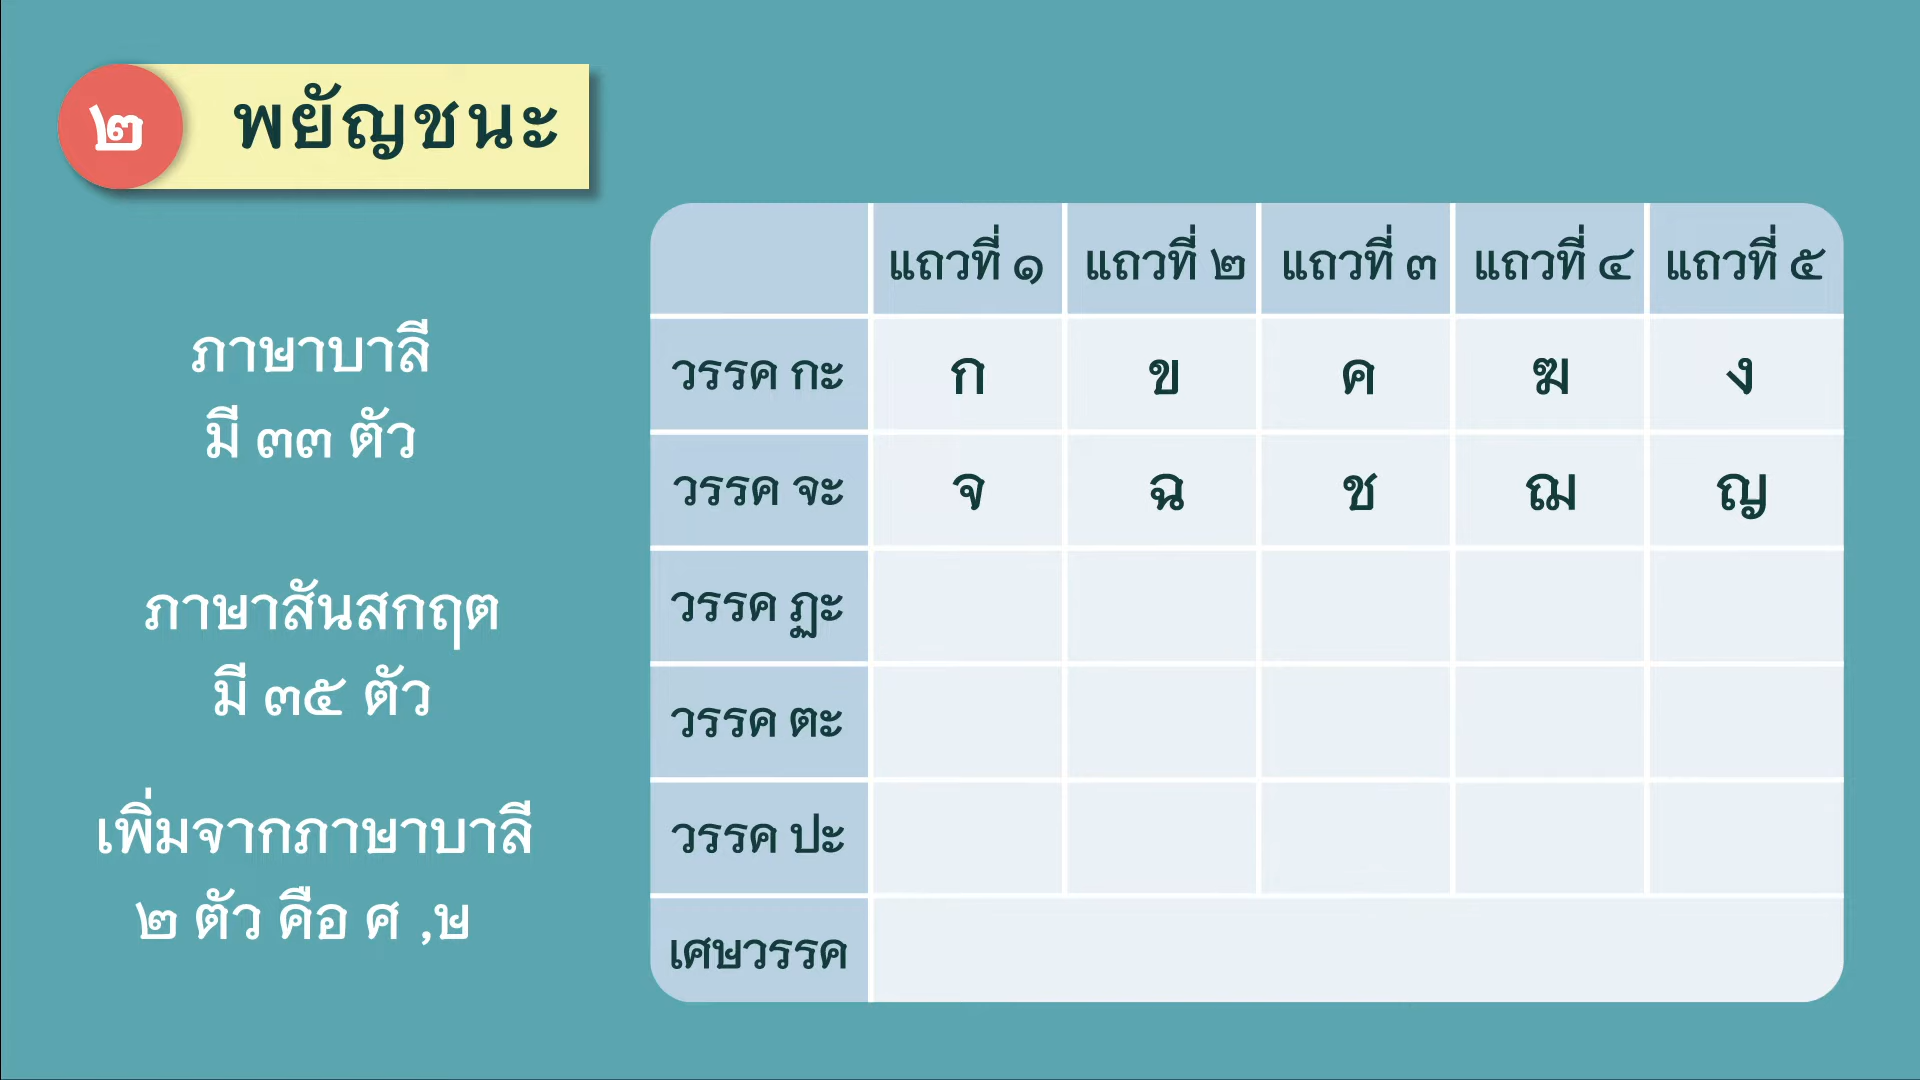 ๒ พยัญชนะ
ภาษาบาลี
มี ๓๓ ตัว
ภาษาสันสกฤต
มี ๓๕ ตัว
เพิ่มจากภาษาบาลี
๒ ตัว คือ ศ ,ษ
แถวที่ ๑ แถวที่ ๒ แถวที่ ๓ แถวที่ ๔ แถวที่ ๕
วรรค กะ ก ข ค ฆ ง
วรรค จะ จ ฉ ช ฌ ญ
วรรค ฏะ
วรรค ตะ
วรรค ปะ
เศษวรรค